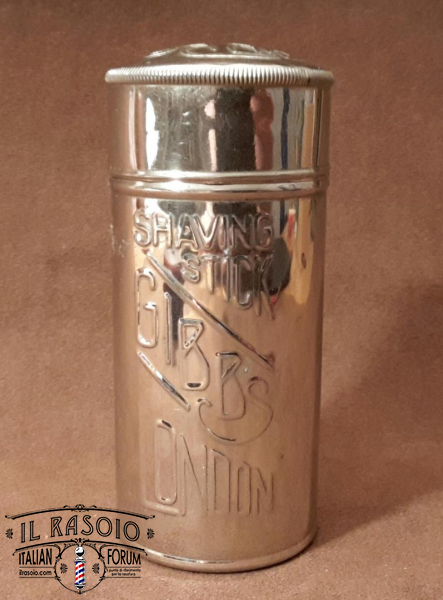 SHAVING
STICK
GIBB'S
LONDON
IL RASOIO
ITALIAN FORUM
ilrasoio.com